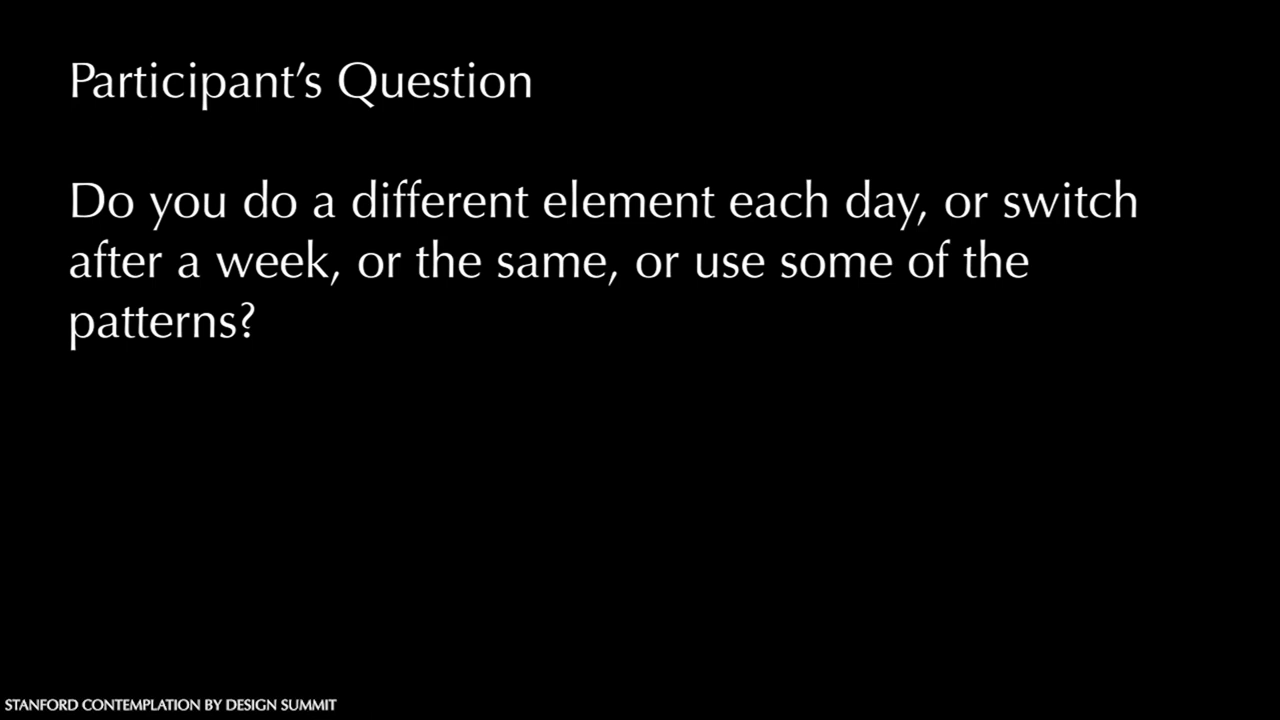 Participant’s Question
Do you do a different element each day, or switch
after a week, or the same, or use some of the
patterns?
STANFORD CONTEMPLATION BY DESIGN SUMMIT